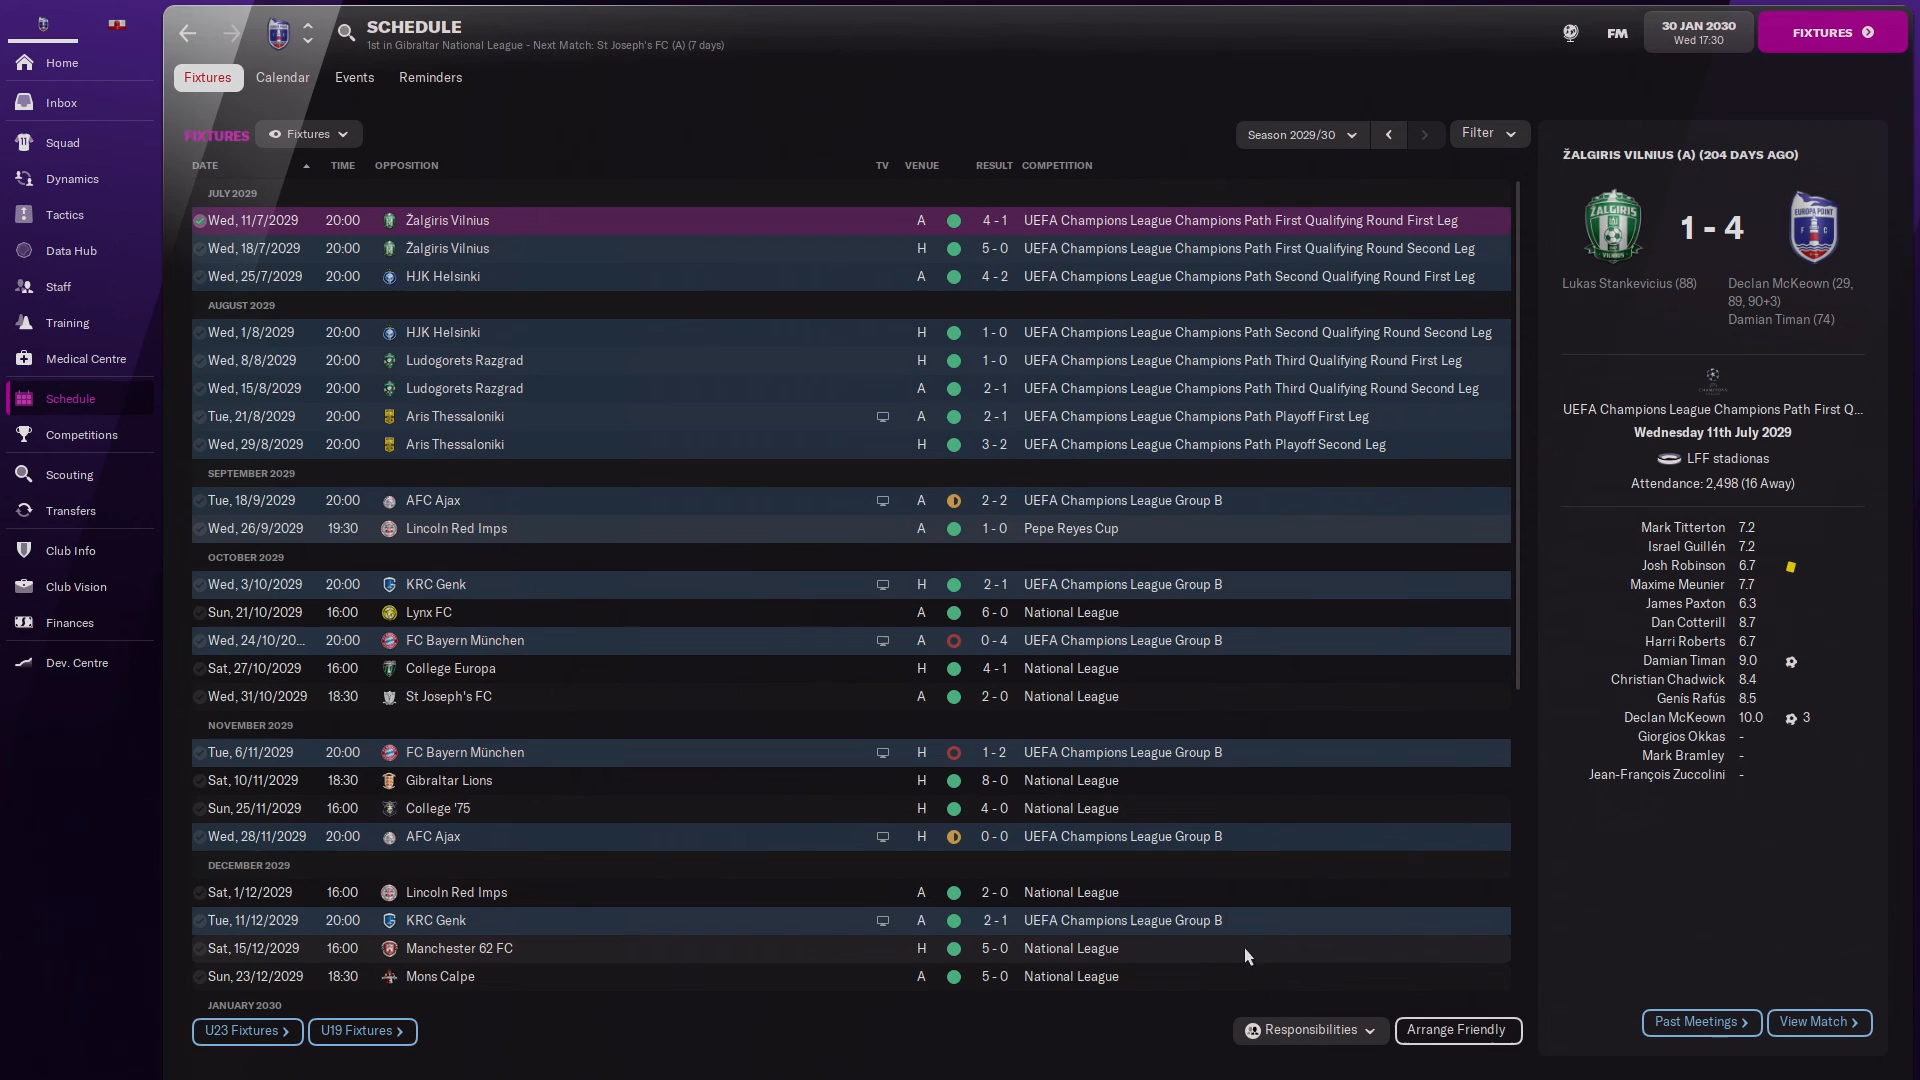 SCHEDULE
1st in Gibraltar National League - Next Match: St Joseph's FC (A) (7 days)
FM
30 JAN 2030
Wed 17:30
FIXTURES
Home
Inbox
Squad
Dynamics
Tactics
Data Hub
Staff
Training
Medical Centre
Schedule
Competitions
Scouting
Transfers
Club Info
Club Vision
Finances
Dev. Centre
Fixtures Calendar Events Reminders
FIXTURES Fixtures Season 2029/30 Filter
DATE TIME OPPOSITION TV VENUE RESULT COMPETITION
JULY 2029
Wed, 11/7/2029 20:00 Žalgiris Vilnius A 4 - 1 UEFA Champions League Champions Path First Qualifying Round First Leg
Wed, 18/7/2029 20:00 Žalgiris Vilnius H 5 - 0 UEFA Champions League Champions Path First Qualifying Round Second Leg
Wed, 25/7/2029 20:00 HJK Helsinki A 4 - 2 UEFA Champions League Champions Path Second Qualifying Round First Leg
AUGUST 2029
Wed, 1/8/2029 20:00 HJK Helsinki H 1 - 0 UEFA Champions League Champions Path Second Qualifying Round Second Leg
Wed, 8/8/2029 20:00 Ludogorets Razgrad H 1 - 0 UEFA Champions League Champions Path Third Qualifying Round First Leg
Wed, 15/8/2029 20:00 Ludogorets Razgrad A 2 - 1 UEFA Champions League Champions Path Third Qualifying Round Second Leg
Tue, 21/8/2029 20:00 Aris Thessaloniki A 2 - 1 UEFA Champions League Champions Path Playoff First Leg
Wed, 29/8/2029 20:00 Aris Thessaloniki H 3 - 2 UEFA Champions League Champions Path Playoff Second Leg
SEPTEMBER 2029
Tue, 18/9/2029 20:00 AFC Ajax A 2 - 2 UEFA Champions League Group B
Wed, 26/9/2029 19:30 Lincoln Red Imps A 1 - 0 Pepe Reyes Cup
OCTOBER 2029
Wed, 3/10/2029 20:00 KRC Genk H 2 - 1 UEFA Champions League Group B
Sun, 21/10/2029 16:00 Lynx FC A 6 - 0 National League
Wed, 24/10/20... 20:00 FC Bayern München A 0 - 4 UEFA Champions League Group B
Sat, 27/10/2029 16:00 College Europa H 4 - 1 National League
Wed, 31/10/2029 18:30 St Joseph's FC A 2 - 0 National League
NOVEMBER 2029
Tue, 6/11/2029 20:00 FC Bayern München H 1 - 2 UEFA Champions League Group B
Sat, 10/11/2029 18:30 Gibraltar Lions H 8 - 0 National League
Sun, 25/11/2029 16:00 College '75 H 4 - 0 National League
Wed, 28/11/2029 20:00 AFC Ajax H 0 - 0 UEFA Champions League Group B
DECEMBER 2029
Sat, 1/12/2029 16:00 Lincoln Red Imps A 2 - 0 National League
Tue, 11/12/2029 20:00 KRC Genk A 2 - 1 UEFA Champions League Group B
Sat, 15/12/2029 16:00 Manchester 62 FC H 5 - 0 National League
Sun, 23/12/2029 18:30 Mons Calpe A 5 - 0 National League
JANUARY 2030
U23 Fixtures U19 Fixtures Responsibilities Arrange Friendly
ŽALGIRIS VILNIUS (A) (204 DAYS AGO)
ŽALGIRIS
VILNIUS
1 - 4
EUROPA POINT
F C
Lukas Stankevicius (88)
Declan McKeown (29,
89, 90+3)
Damian Timan (74)
CHAMPIONS
UEFA Champions League Champions Path First Q...
Wednesday 11th July 2029
LFF stadionas
Attendance: 2,498 (16 Away)
Mark Titterton 7.2
Israel Guillén 7.2
Josh Robinson 6.7
Maxime Meunier 7.7
James Paxton 6.3
Dan Cotterill 8.7
Harri Roberts 6.7
Damian Timan 9.0
Christian Chadwick 8.4
Genís Rafús 8.5
Declan McKeown 10.0 3
Giorgios Okkas -
Mark Bramley -
Jean-François Zuccolini -
Past Meetings View Match